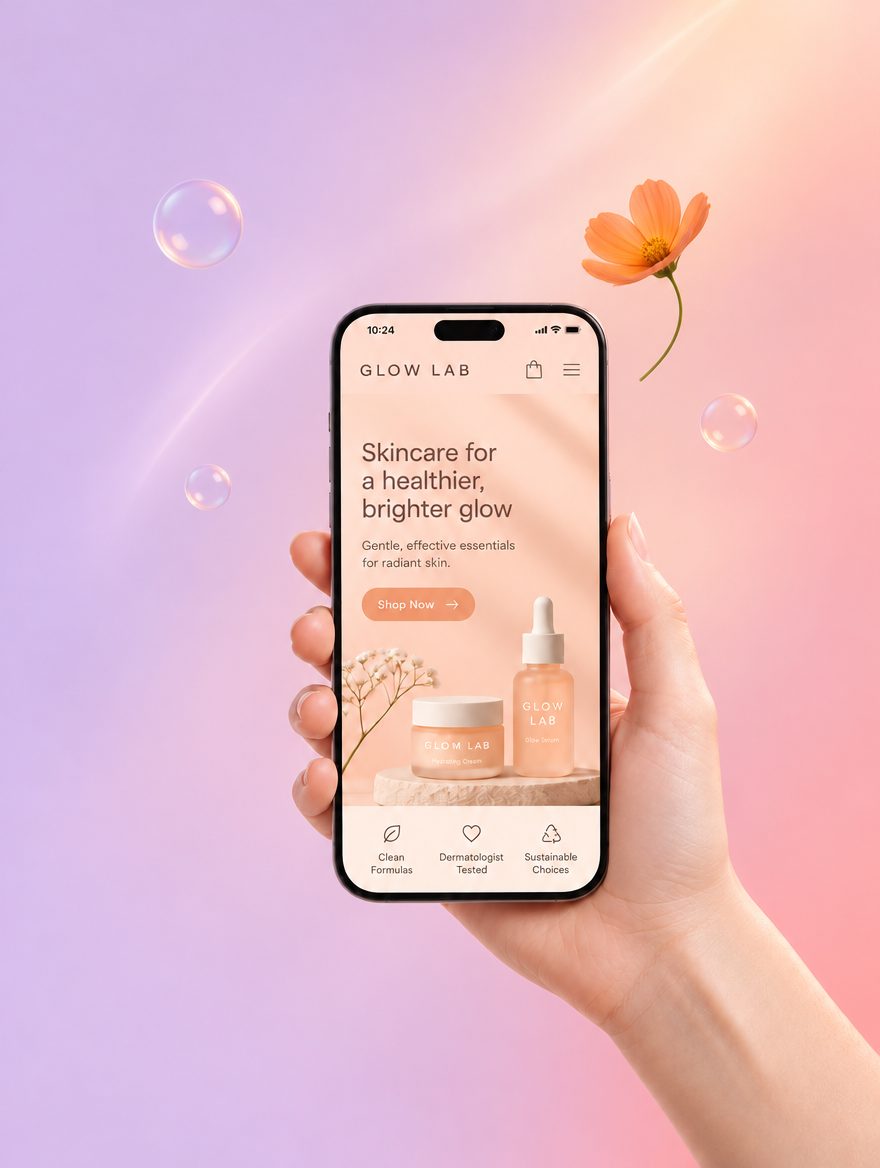 10:24
GLOW LAB
Skincare for
a healthier,
brighter glow
Gentle, effective essentials
for radiant skin.
Shop Now
GLOW
LAB
Glow Serum
GLOM LAB
Hydrating Cream
Clean
Formulas
Dermatologist
Tested
Sustainable
Choices